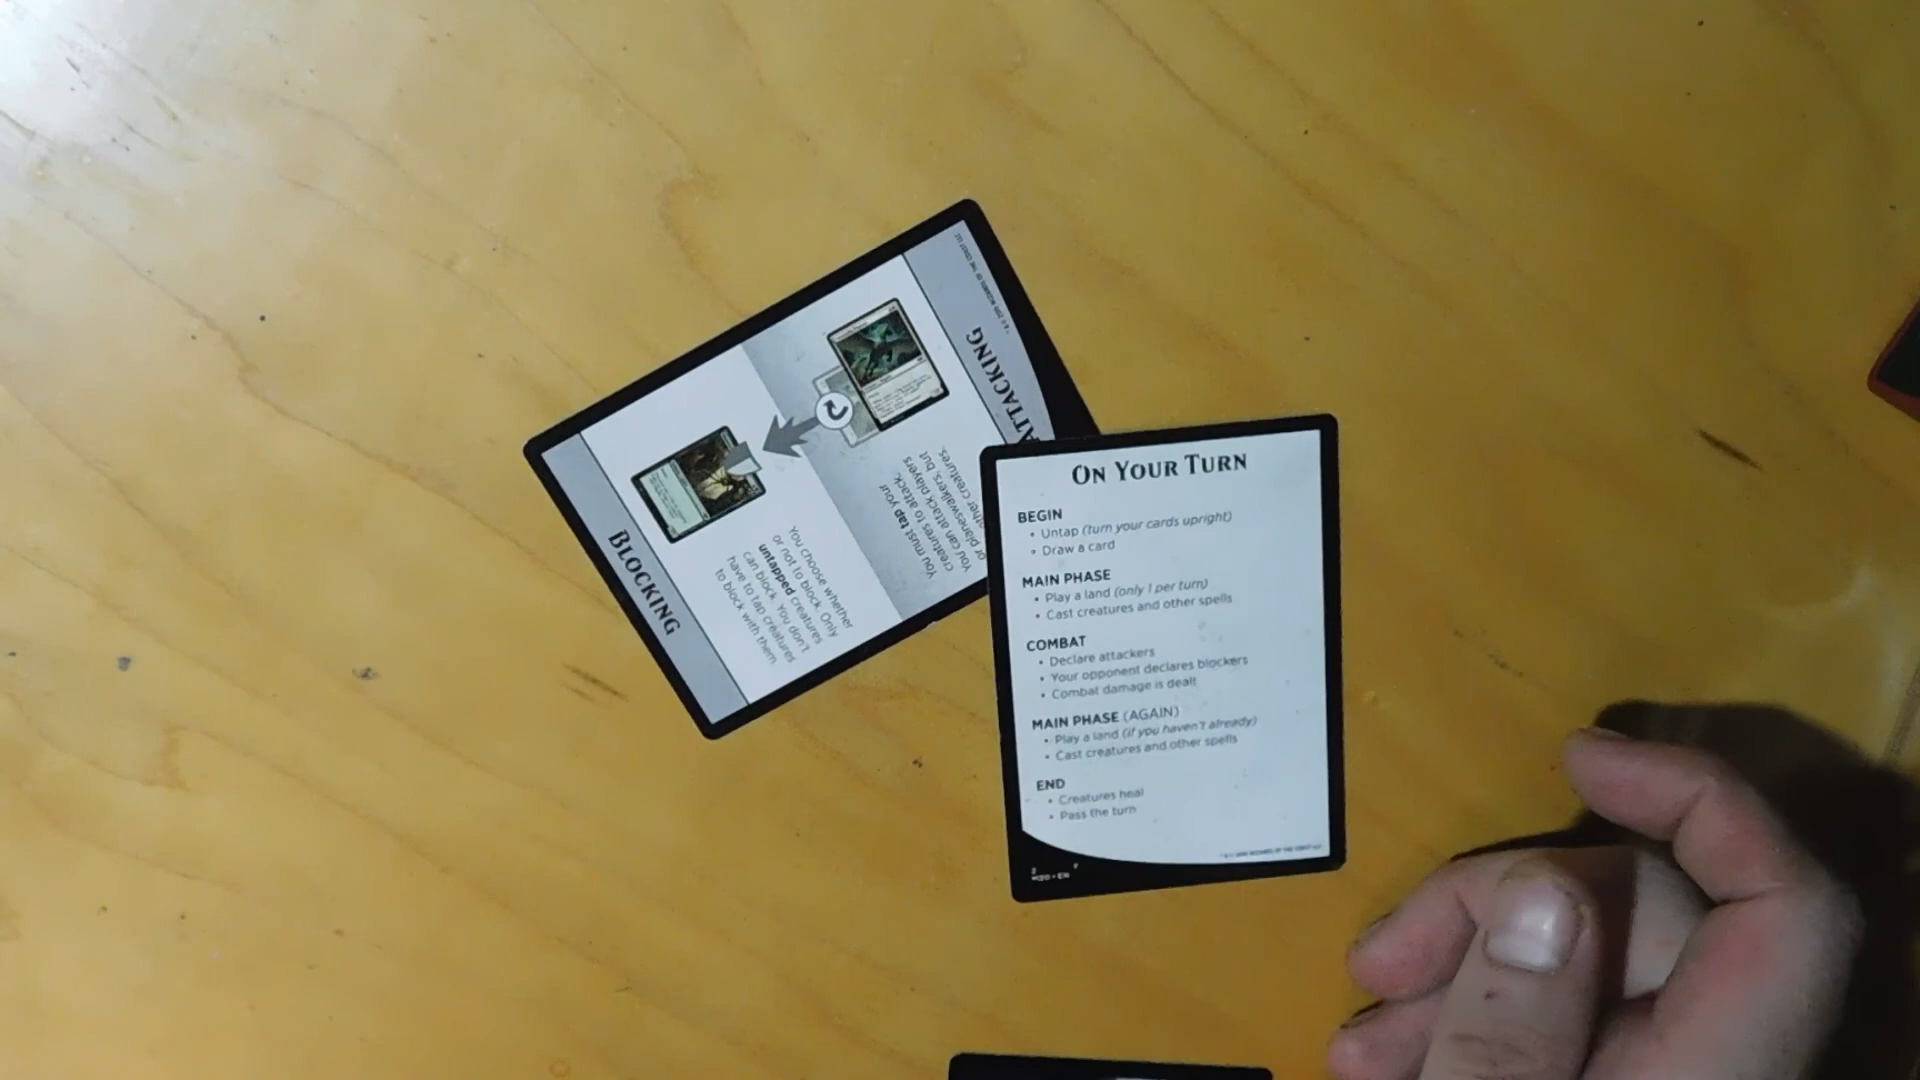 ATTACKING
You must tap your
creatures to attack.
You can attack players
or planeswalkers, but
other creatures.
BLOCKING
You choose whether
or not to block. Only
untapped creatures
can block. You don't
have to tap creatures
to block with them
ON YOUR TURN
BEGIN
• Untap (turn your cards upright)
• Draw a card
MAIN PHASE
• Play a land (only 1 per turn)
• Cast creatures and other spells
COMBAT
• Declare attackers
• Your opponent declares blockers
• Combat damage is dealt
MAIN PHASE (AGAIN)
• Play a land (if you haven't already)
• Cast creatures and other spells
END
• Creatures heal
• Pass the turn